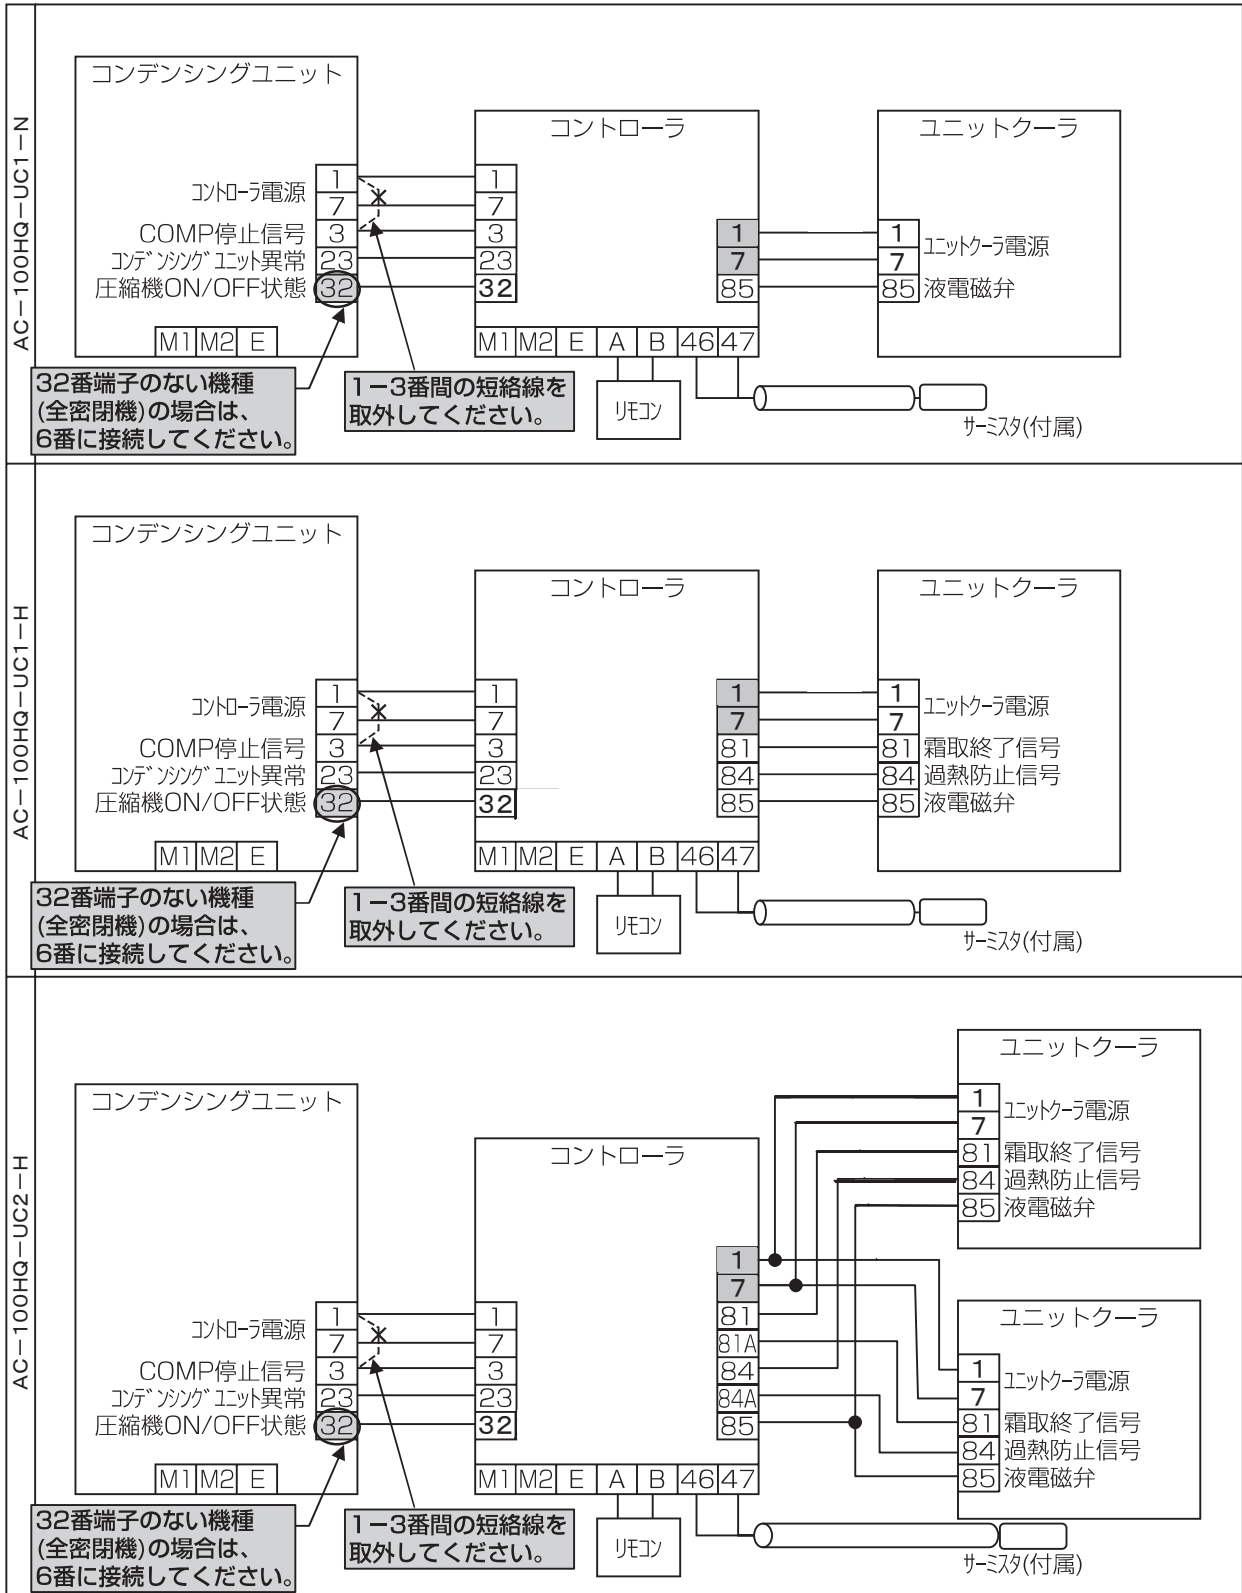 AC−100HQ−UC1−N
コンデンシングユニット
コントローラ電源
COMP停止信号
コンデンシングユニット異常
圧縮機ON/OFF状態
1
7
3
23
32
M1 M2 E
32番端子のない機種
(全密閉機)の場合は、
6番に接続してください。
1−3番間の短絡線を
取外してください。
コントローラ
1
7
3
23
32
1
7
85
M1 M2 E A B 46 47
リモコン
サーミスタ(付属)
ユニットクーラ
1
7
85
ユニットクーラ電源
液電磁弁
AC−100HQ−UC1−H
コンデンシングユニット
コントローラ電源
COMP停止信号
コンデンシングユニット異常
圧縮機ON/OFF状態
1
7
3
23
32
M1 M2 E
32番端子のない機種
(全密閉機)の場合は、
6番に接続してください。
1−3番間の短絡線を
取外してください。
コントローラ
1
7
3
23
32
1
7
81
84
85
M1 M2 E A B 46 47
リモコン
サーミスタ(付属)
ユニットクーラ
1
7
81
84
85
ユニットクーラ電源
霜取終了信号
過熱防止信号
液電磁弁
AC−100HQ−UC2−H
コンデンシングユニット
コントローラ電源
COMP停止信号
コンデンシングユニット異常
圧縮機ON/OFF状態
1
7
3
23
32
M1 M2 E
32番端子のない機種
(全密閉機)の場合は、
6番に接続してください。
1−3番間の短絡線を
取外してください。
コントローラ
1
7
3
23
32
1
7
81
81A
84
84A
85
M1 M2 E A B 46 47
リモコン
サーミスタ(付属)
ユニットクーラ
1
7
81
84
85
ユニットクーラ電源
霜取終了信号
過熱防止信号
液電磁弁
ユニットクーラ
1
7
81
84
85
ユニットクーラ電源
霜取終了信号
過熱防止信号
液電磁弁